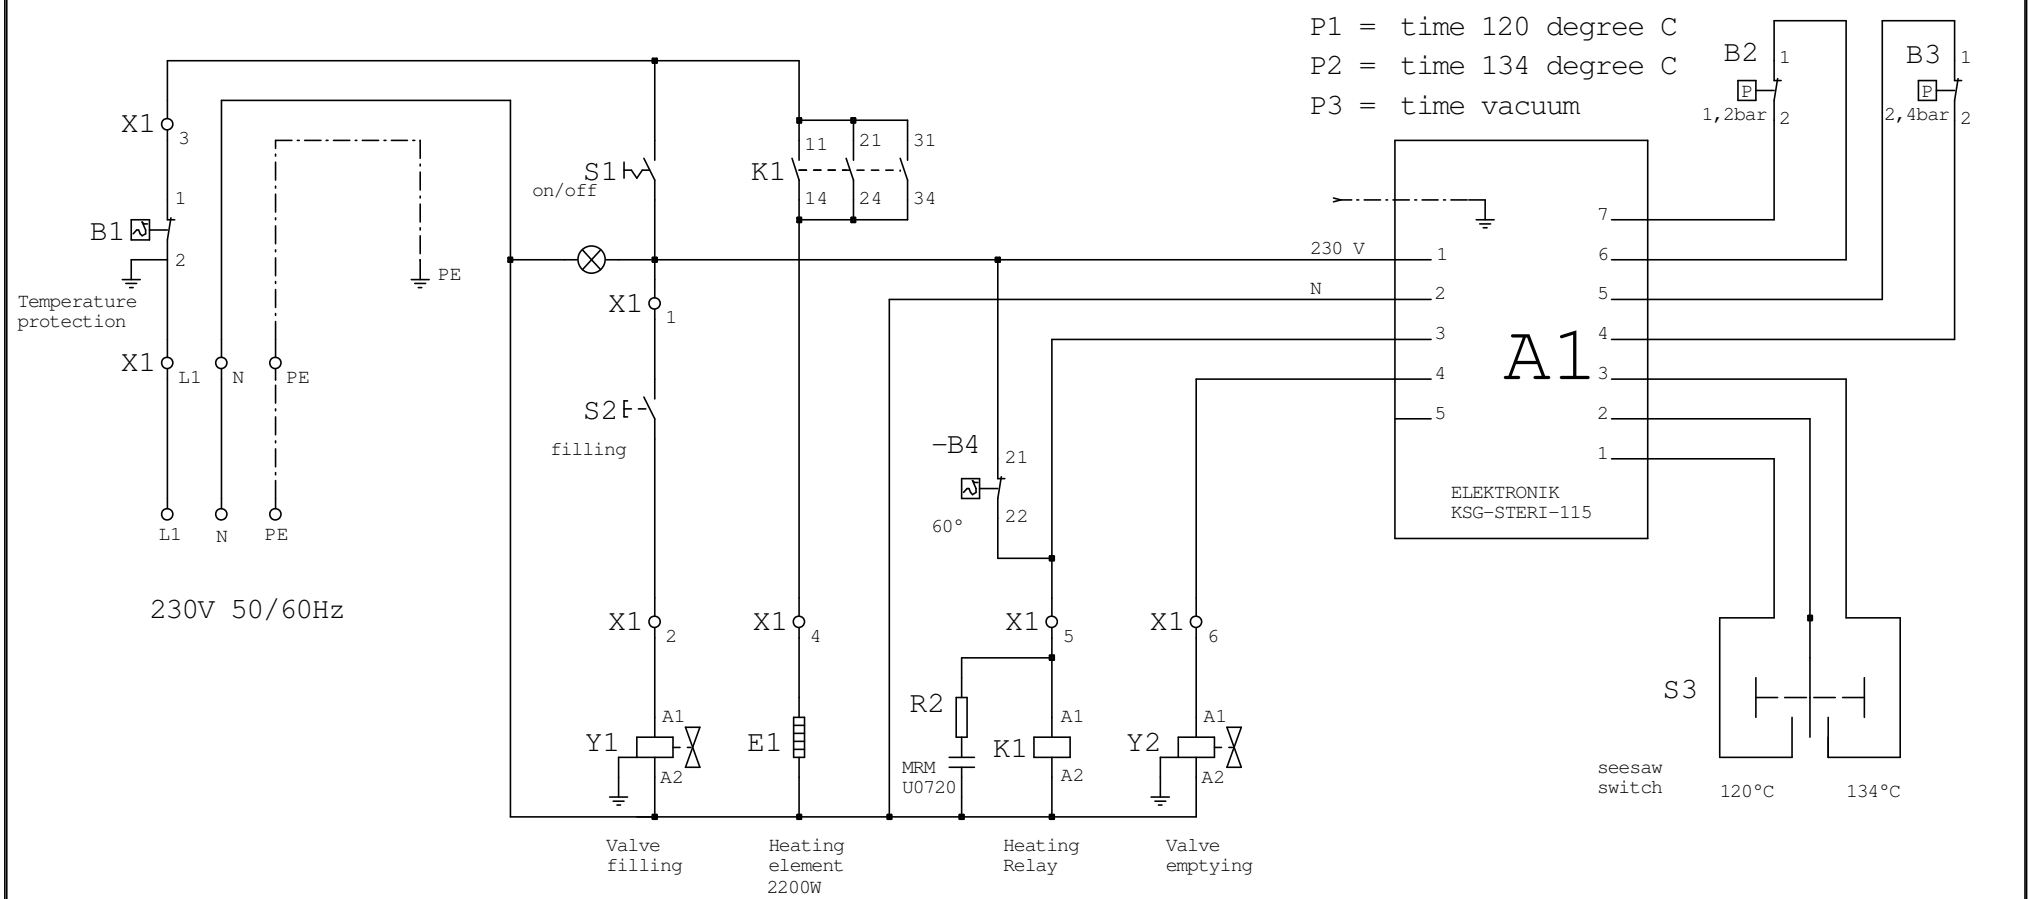 P1 = time 120 degree C
P2 = time 134 degree C
P3 = time vacuum
B2
1
P
1,2bar
2
B3
1
P
2,4bar
2
X1
3
1
B1
2
PE
Temperature
protection
X1
L1
N
PE
L1
N
PE
230V 50/60Hz
S1
on/off
K1
11
21
31
14
24
34
X1
1
S2
filling
230 V
N
1
2
3
4
5
7
6
5
4
3
2
1
A1
ELEKTRONIK
KSG-STERI-115
-B4
21
22
60°
X1
2
X1
4
X1
5
X1
6
Y1
A1
A2
E1
R2
MRM
U0720
K1
A1
A2
Y2
A1
A2
S3
seesaw
switch
120°C
134°C
Valve
filling
Heating
element
2200W
Heating
Relay
Valve
emptying